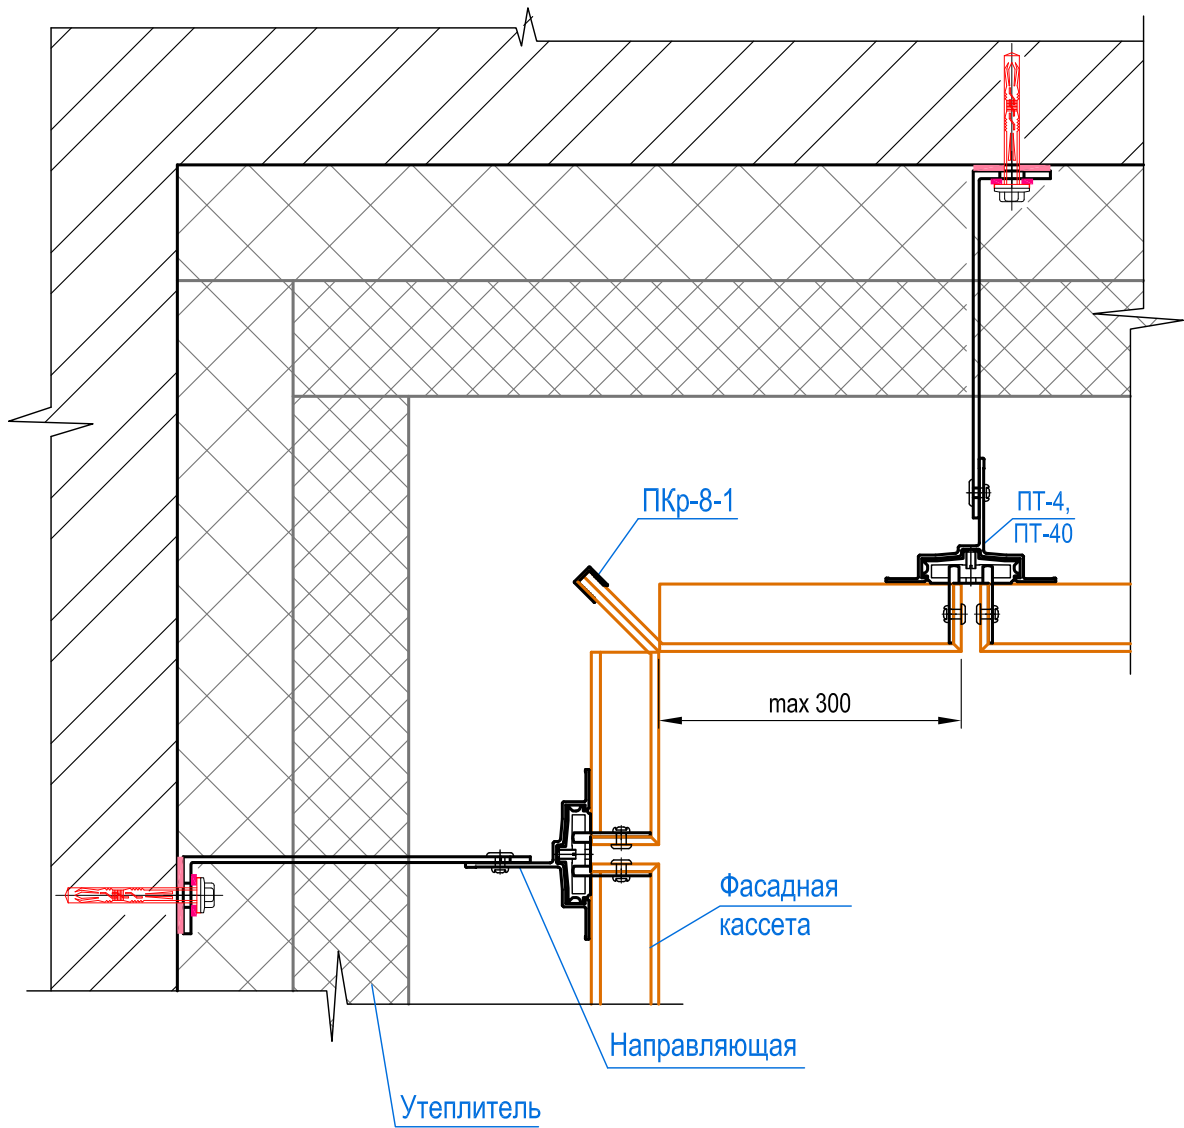 ПКр-8-1
ПТ-4,
ПТ-40
max 300
Фасадная
кассета
Направляющая
Утеплитель